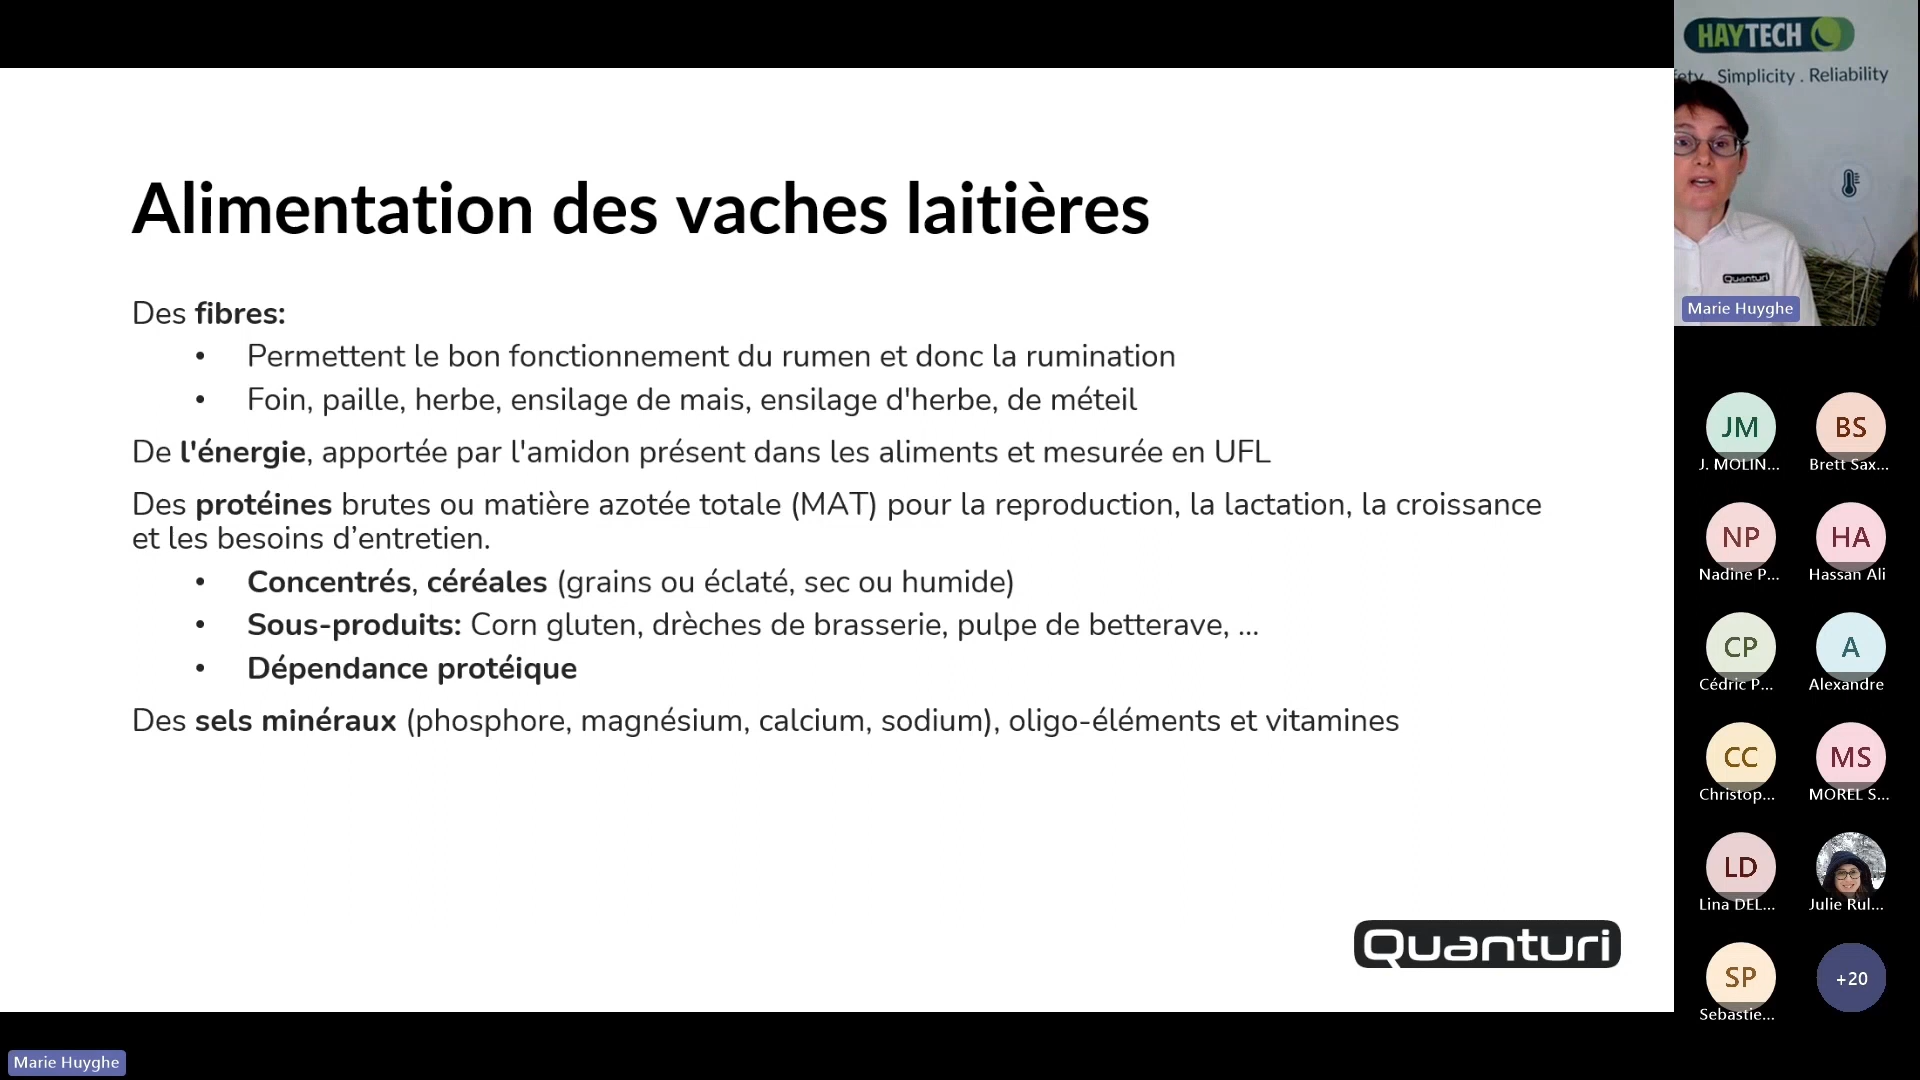 Alimentation des vaches laitières
Des fibres:
• Permettent le bon fonctionnement du rumen et donc la rumination
• Foin, paille, herbe, ensilage de mais, ensilage d'herbe, de méteil
De l'énergie, apportée par l'amidon présent dans les aliments et mesurée en UFL
Des protéines brutes ou matière azotée totale (MAT) pour la reproduction, la lactation, la croissance
et les besoins d’entretien.
• Concentrés, céréales (grains ou éclaté, sec ou humide)
• Sous-produits: Corn gluten, drèches de brasserie, pulpe de betterave, ...
• Dépendance protéique
Des sels minéraux (phosphore, magnésium, calcium, sodium), oligo-éléments et vitamines
Quanturi
Marie Huyghe
HAYTECH
. Simplicity . Reliability
Quanturi
Marie Huyghe
JM
BS
J. MOLIN...
Brett Sax...
NP
HA
Nadine P...
Hassan Ali
CP
A
Cédric P...
Alexandre
CC
MS
Christop...
MOREL S...
LD
Lina DEL...
Julie Rul...
SP
+20
Sebastie...